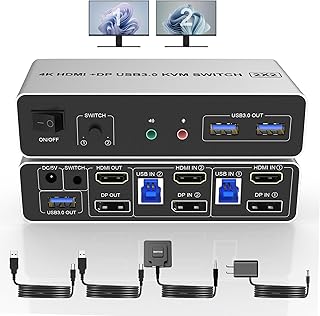 1
2
4K HDMI +DP USB3.0 KVM SWITCH 2X2
SWITCH
USB3.0 OUT
ON/OFF
① ②
DC/5V SWITCH HDMI OUT USB IN ② HDMI IN ② USB IN ① HDMI IN ①
USB3.0 OUT DP OUT DP IN ② DP IN ①